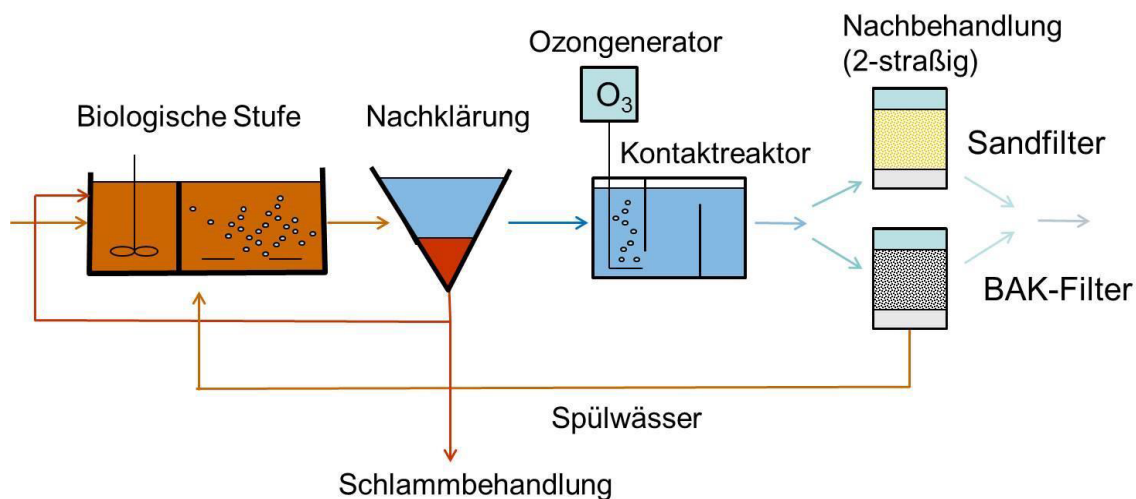 Biologische Stufe
Nachklärung
Ozongenerator
O₃
Kontaktreaktor
Nachbehandlung
(2-straßig)
Sandfilter
BAK-Filter
Spülwässer
Schlammbehandlung